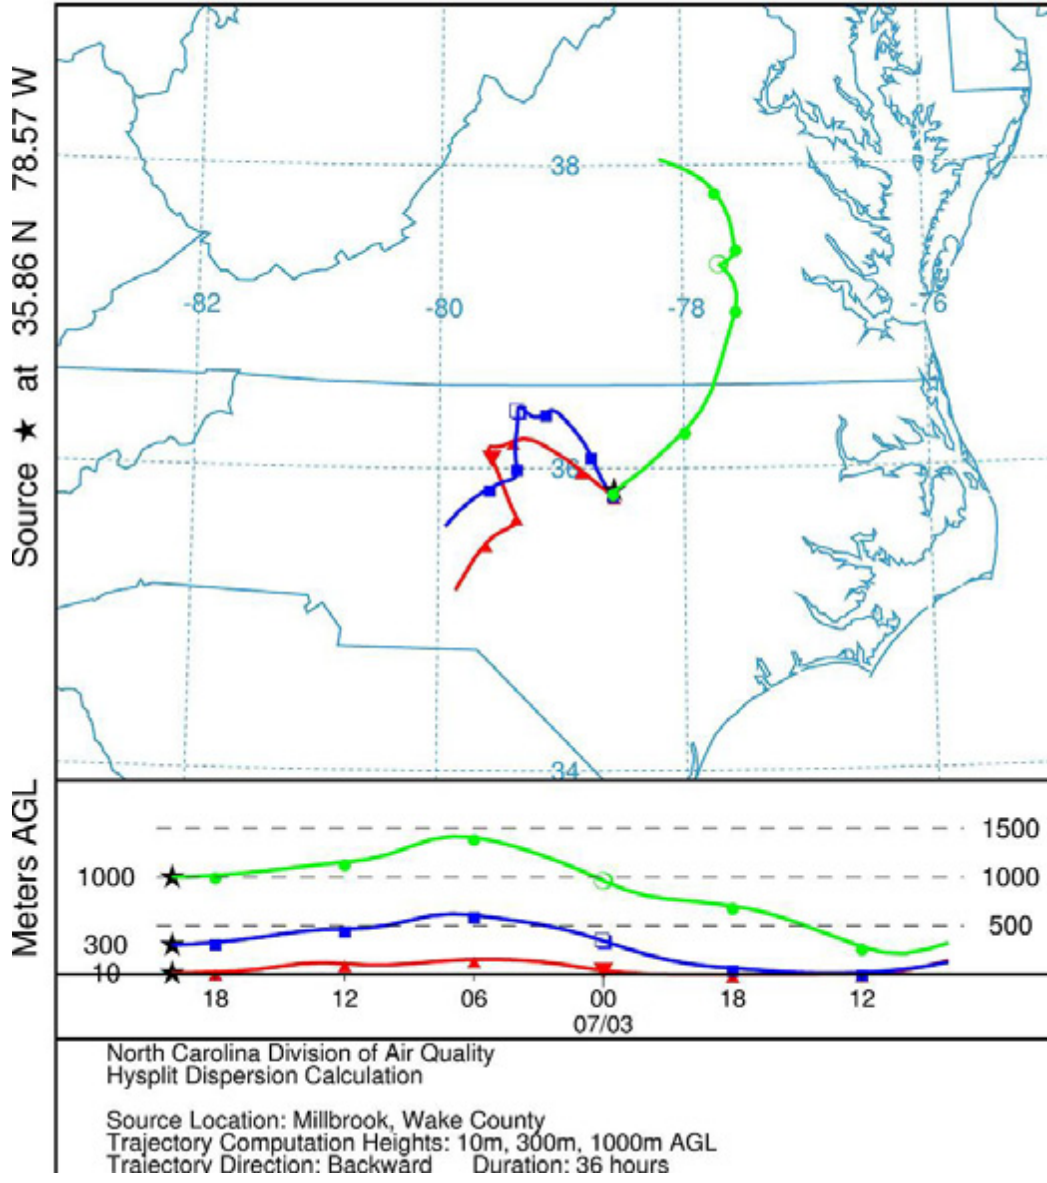 Source ★ at 35.86 N 78.57 W
38
-82
-80
-78
-76
36
34
Meters AGL
1500
1000
1000
500
300
10
18
12
06
00
18
12
07/03
North Carolina Division of Air Quality
Hysplit Dispersion Calculation
Source Location: Millbrook, Wake County
Trajectory Computation Heights: 10m, 300m, 1000m AGL
Trajectory Direction: Backward Duration: 36 hours